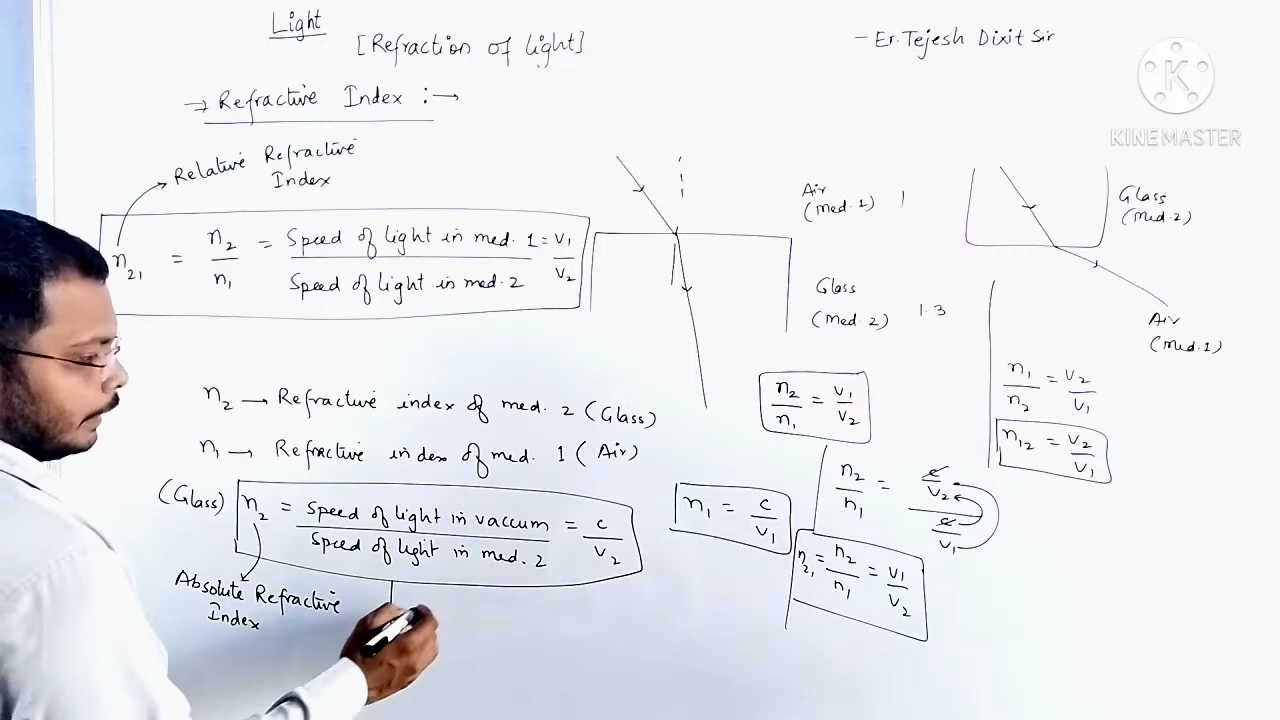 Light
[Refraction of light]
- Er. Tejesh Dixit Sir
K
KINEMASTER
→ Refractive Index :→
Relative Refractive
Index
n21 = n2/n1 = Speed of light in med. 1/Speed of light in med. 2 = v1/v2
Air
(med. 1) 1
Glass
(med. 2) 1.3
Glass
(med. 2)
Air
(med. 1)
n2/n1 = v1/v2
n1/n2 = v2/v1
n12 = v2/v1
n2 → Refractive index of med. 2 (Glass)
n1 → Refractive index of med. 1 (Air)
(Glass) n2 = speed of light in vaccum/speed of light in med. 2 = c/v2
Absolute Refractive
Index
n1 = c/v1
n2/n1 = c/v2/c/v1
n21 = n2/n1 = v1/v2